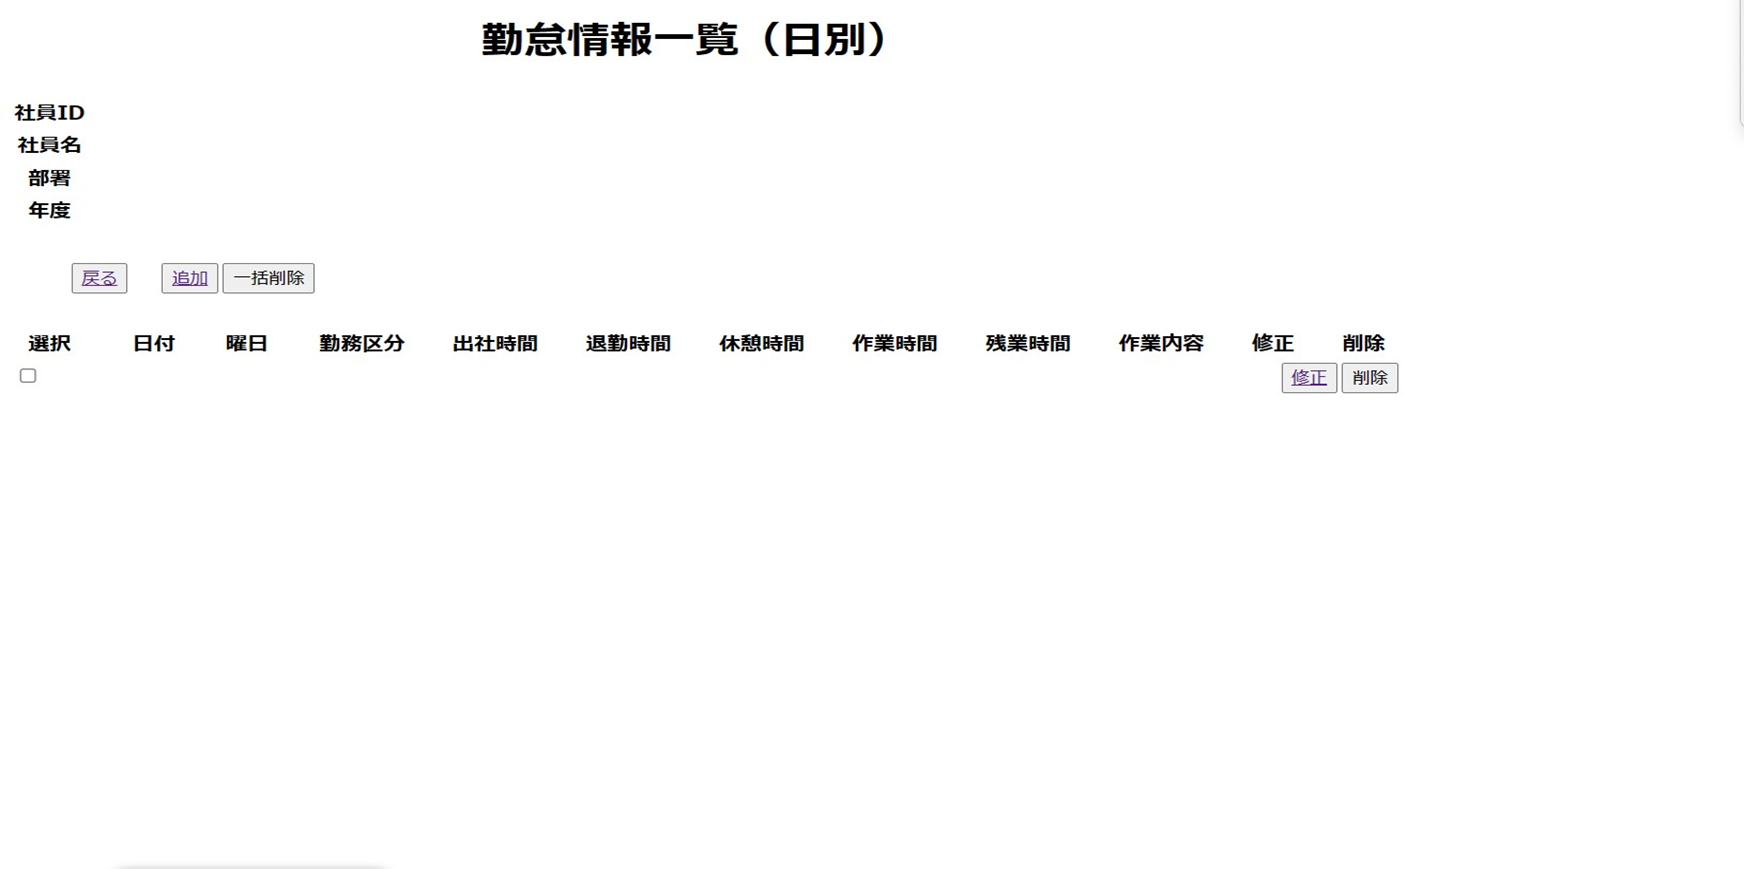 勤怠情報一覧（日別）
社員ID
社員名
部署
年度
戻る 追加 一括削除
選択 日付 曜日 勤務区分 出社時間 退勤時間 休憩時間 作業時間 残業時間 作業内容 修正 削除
修正 削除